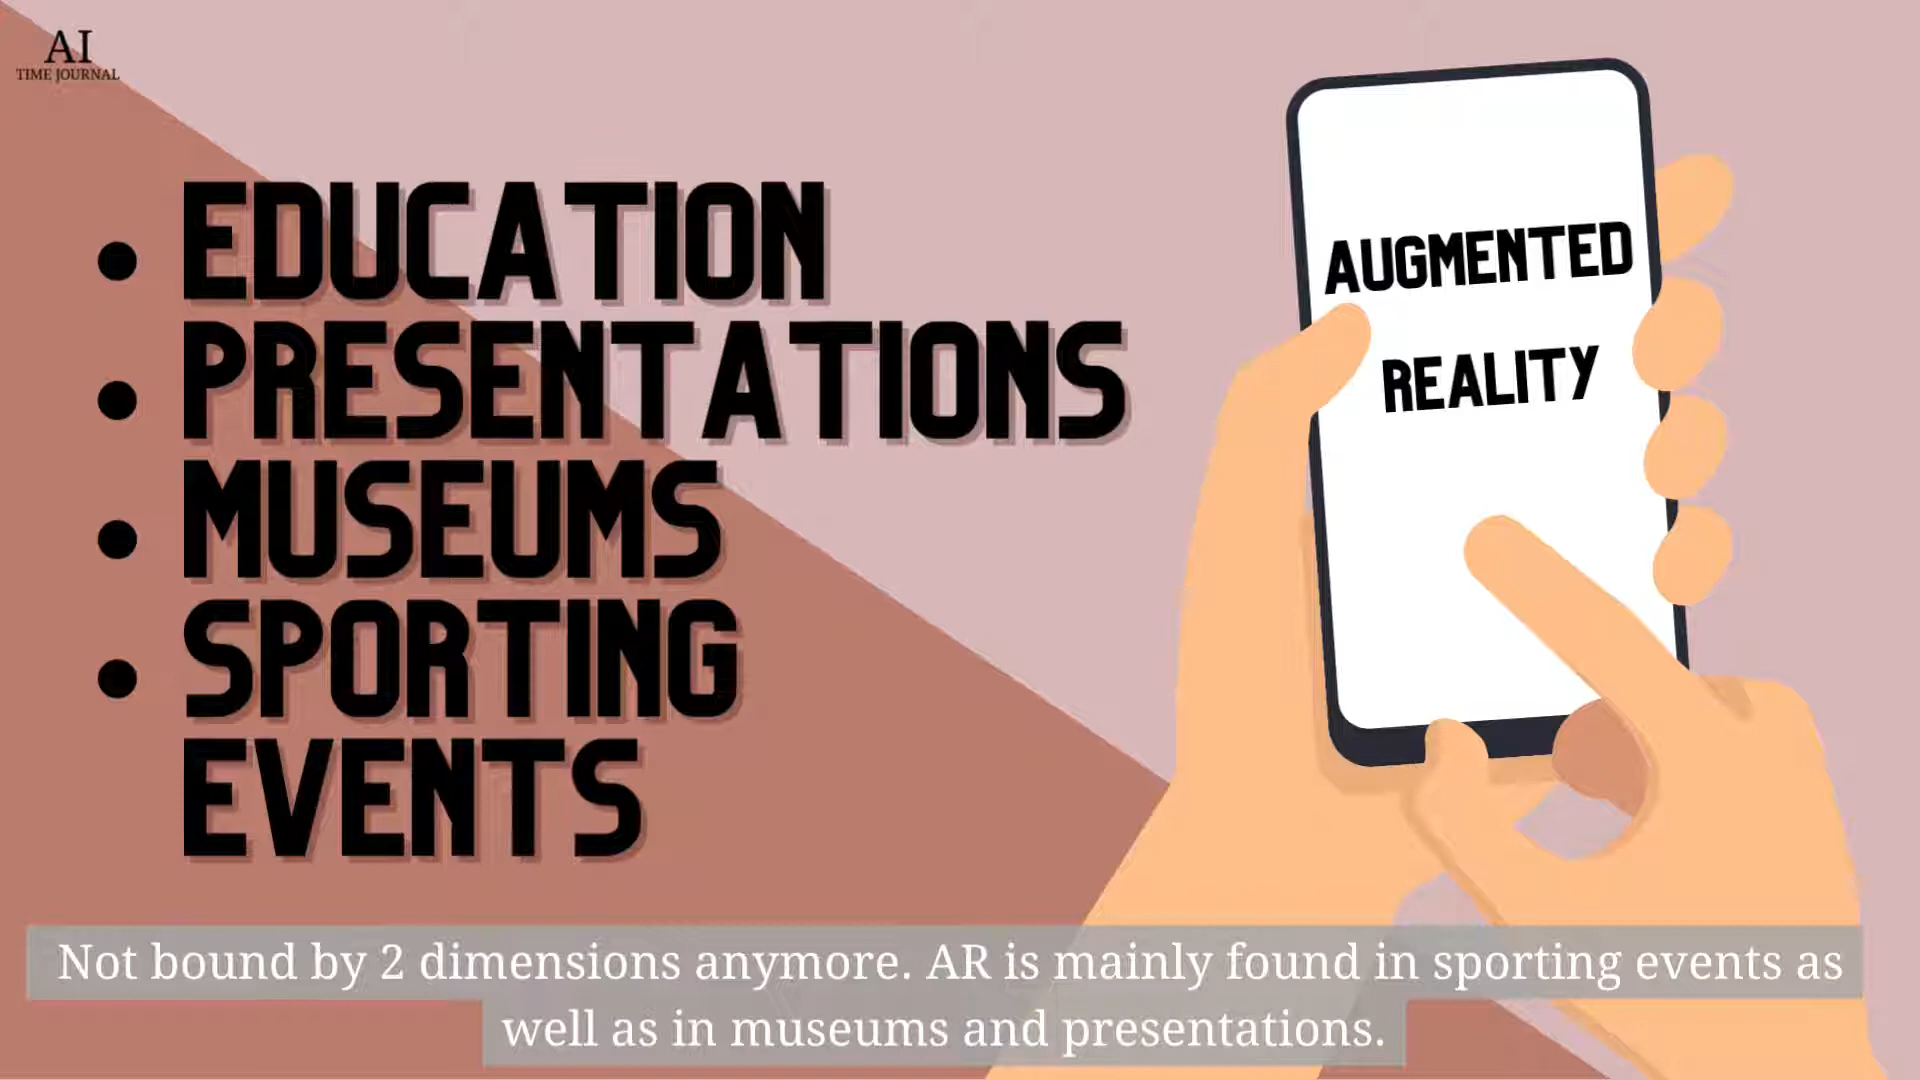 AI
TIME JOURNAL
• EDUCATION
• PRESENTATIONS
• MUSEUMS
• SPORTING
EVENTS
AUGMENTED
REALITY
Not bound by 2 dimensions anymore. AR is mainly found in sporting events as
well as in museums and presentations.